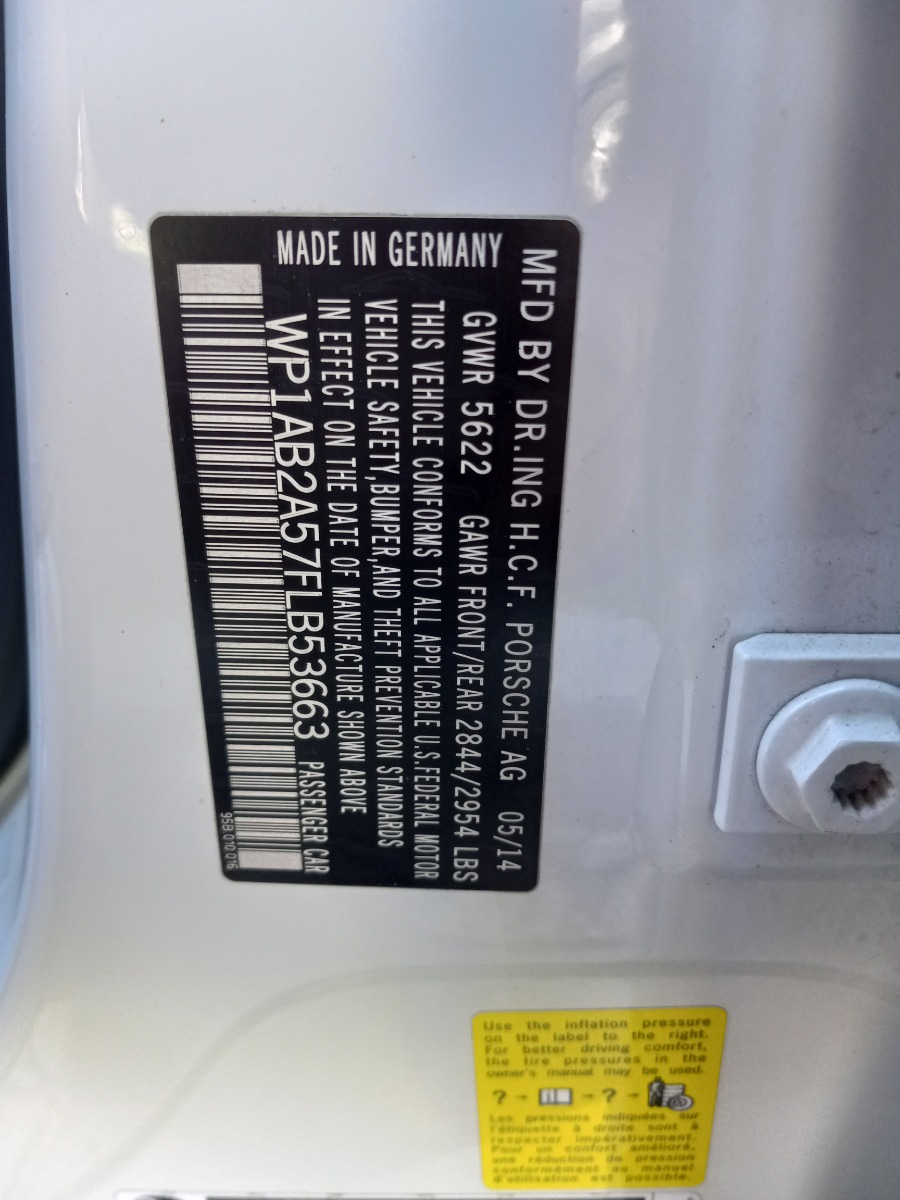 MFD BY DR.ING H.C.F. PORSCHE AG 05/14
GVWR 5622 GAWR FRONT/REAR 2844/2954 LBS
THIS VEHICLE CONFORMS TO ALL APPLICABLE U.S.FEDERAL MOTOR
VEHICLE SAFETY,BUMPER,AND THEFT PREVENTION STANDARDS
IN EFFECT ON THE DATE OF MANUFACTURE SHOWN ABOVE
WP1AB2A57FLB53663 PASSENGER CAR
MADE IN GERMANY
95B 010 016
Use the inflation pressure
on the label to the right.
For better driving comfort,
the tire pressures in the
owner's manual may be used.
? - i - ? -
Les pressions indiquées sur
l'étiquette à droite sont à
respecter impérativement.
Pour un confort amélioré,
une réduction de pression
conformément au manuel
d'utilisation est possible.